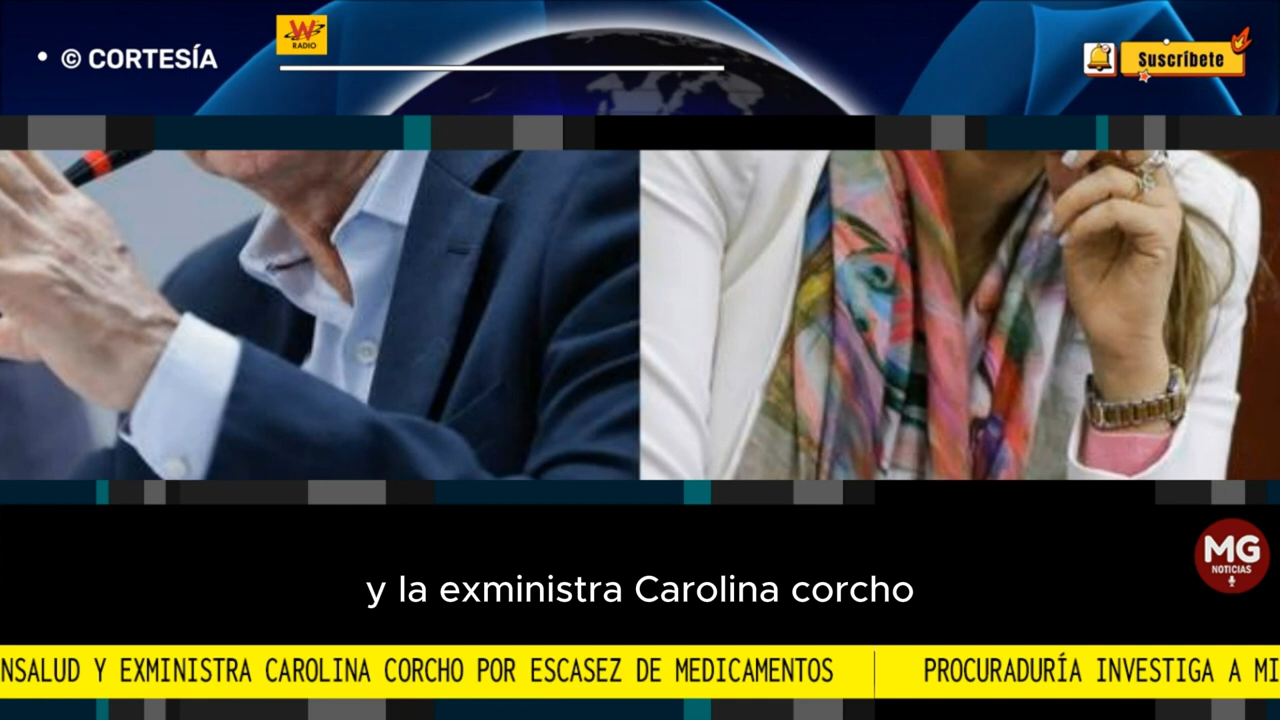 • © CORTESÍA
W
RADIO
Suscríbete
MG
NOTICIAS
y la exministra Carolina corcho
NSALUD Y EXMINISTRA CAROLINA CORCHO POR ESCASEZ DE MEDICAMENTOS
PROCURADURÍA INVESTIGA A MI